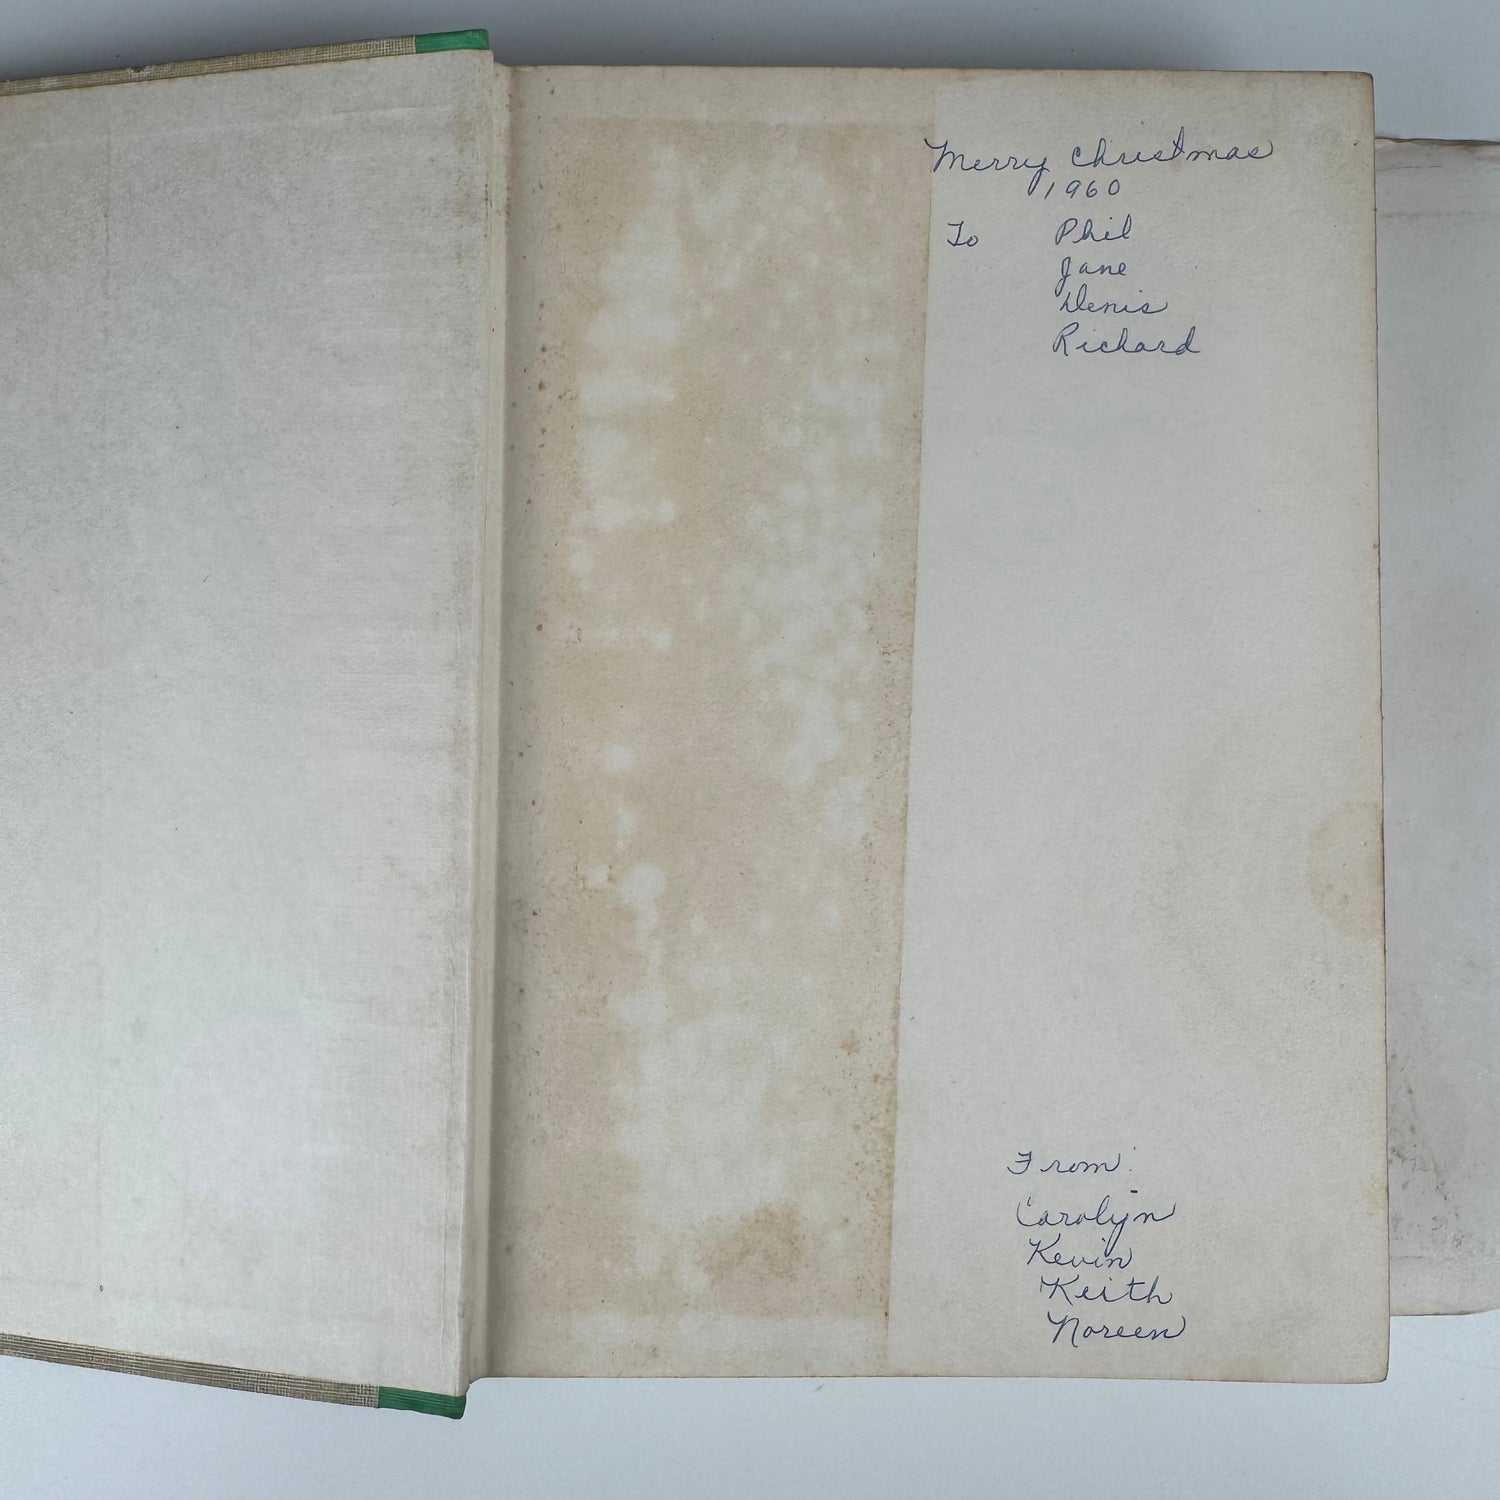 Merry Christmas
1960
To Phil
Jane
Denis
Richard
From:
Carolyn
Kevin
Keith
Noreen